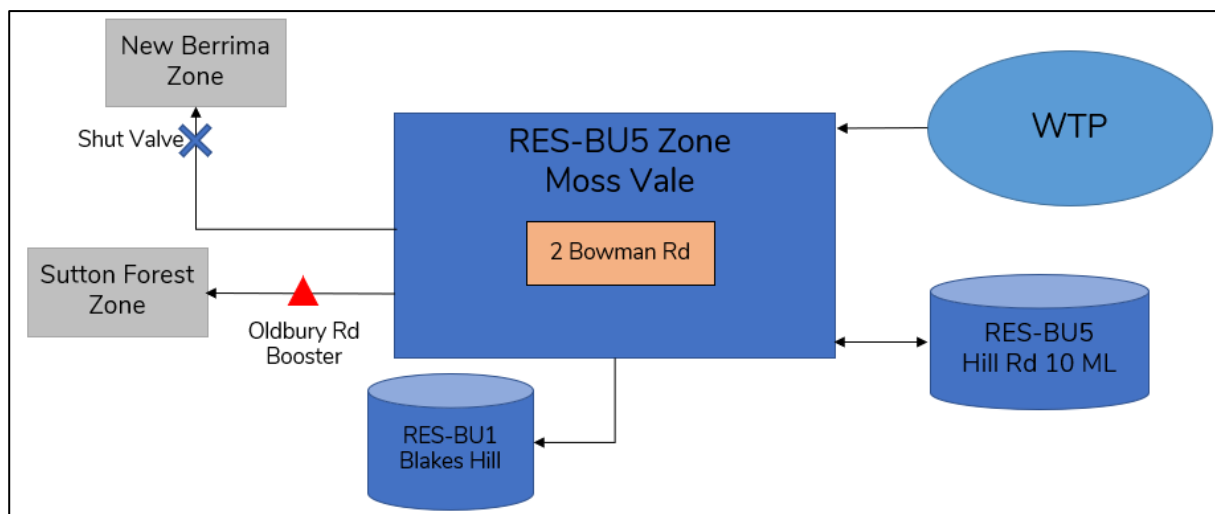 New Berrima
Zone
Shut Valve
RES-BU5 Zone
Moss Vale
2 Bowman Rd
WTP
Sutton Forest
Zone
Oldbury Rd
Booster
RES-BU5
Hill Rd 10 ML
RES-BU1
Blakes Hill